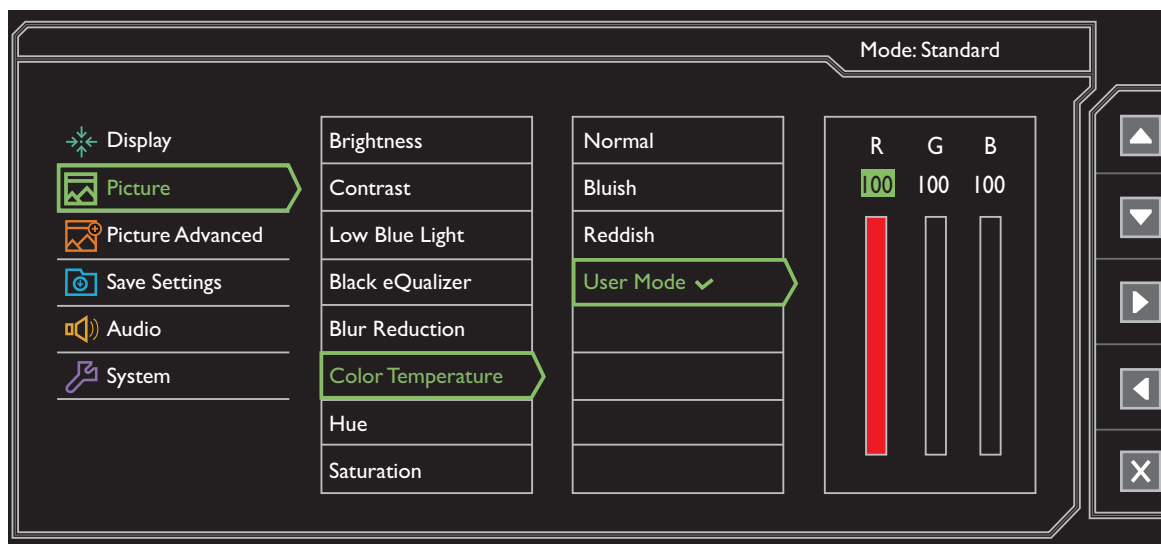 Mode: Standard
Display
Picture
Picture Advanced
Save Settings
Audio
System
Brightness
Contrast
Low Blue Light
Black eQualizer
Blur Reduction
Color Temperature
Hue
Saturation
Normal
Bluish
Reddish
User Mode
R G B
100 100 100